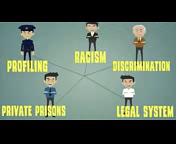 RACISM
PROFILING
DISCRIMINATION
PRIVATE PRISONS
LEGAL SYSTEM